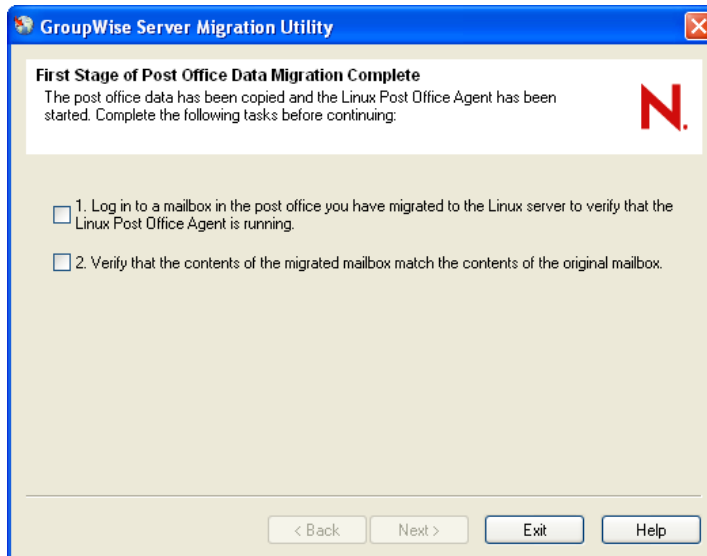 GroupWise Server Migration Utility
First Stage of Post Office Data Migration Complete
The post office data has been copied and the Linux Post Office Agent has been
started. Complete the following tasks before continuing:
N.
1. Log in to a mailbox in the post office you have migrated to the Linux server to verify that the
Linux Post Office Agent is running.
2. Verify that the contents of the migrated mailbox match the contents of the original mailbox.
< Back
Next >
Exit
Help